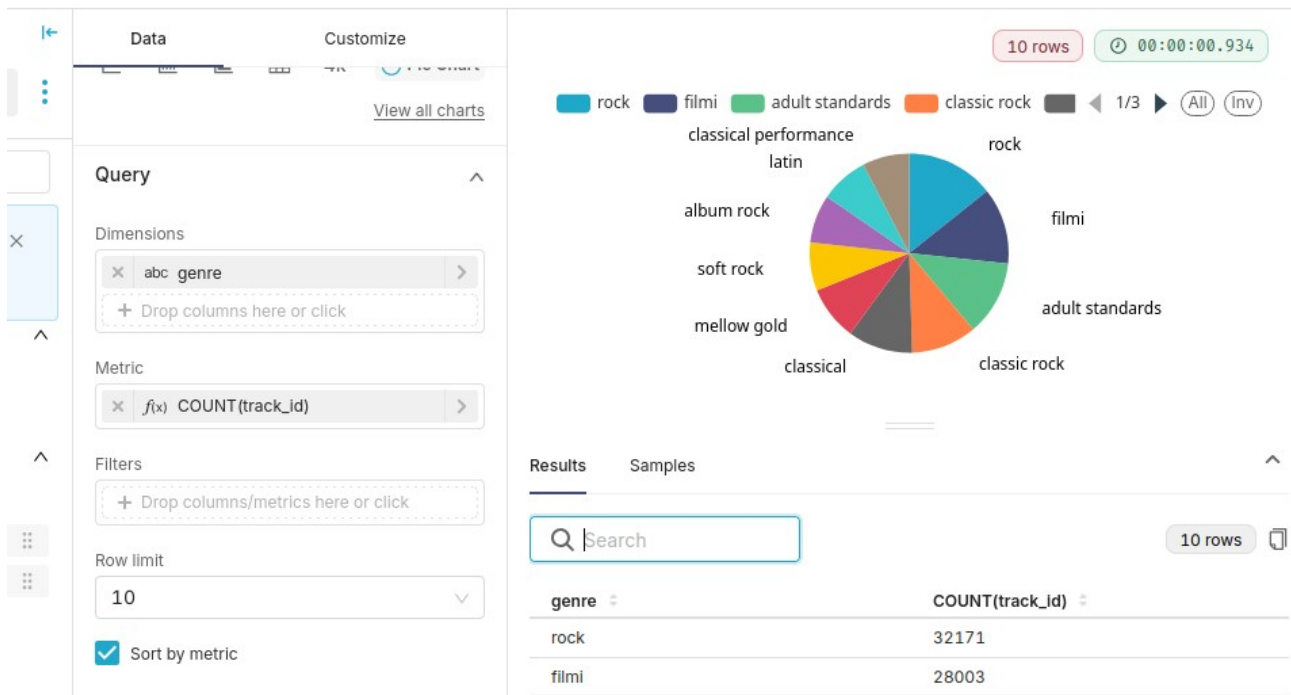 Data
Customize
View all charts
Query
Dimensions
abc genre
Drop columns here or click
Metric
f(x) COUNT(track_id)
Filters
Drop columns/metrics here or click
Row limit
10
Sort by metric
10 rows
00:00:00.934
rock filmi adult standards classic rock 1/3 All Inv
classical performance
rock
latin
album rock
filmi
soft rock
adult standards
mellow gold
classic rock
classical
Results
Samples
Search
10 rows
genre COUNT(track_id)
rock 32171
filmi 28003